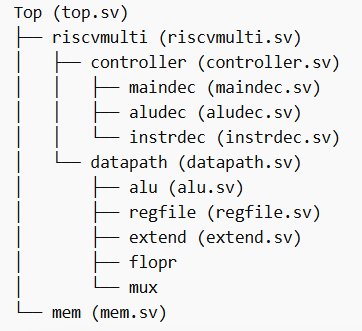 Top (top.sv)
├── riscvmulti (riscvmulti.sv)
│   ├── controller (controller.sv)
│   │   ├── maindec (maindec.sv)
│   │   ├── aludec (aludec.sv)
│   │   └── instrdec (instrdec.sv)
│   └── datapath (datapath.sv)
│       ├── alu (alu.sv)
│       ├── regfile (regfile.sv)
│       ├── extend (extend.sv)
│       ├── flopr
│       └── mux
└── mem (mem.sv)